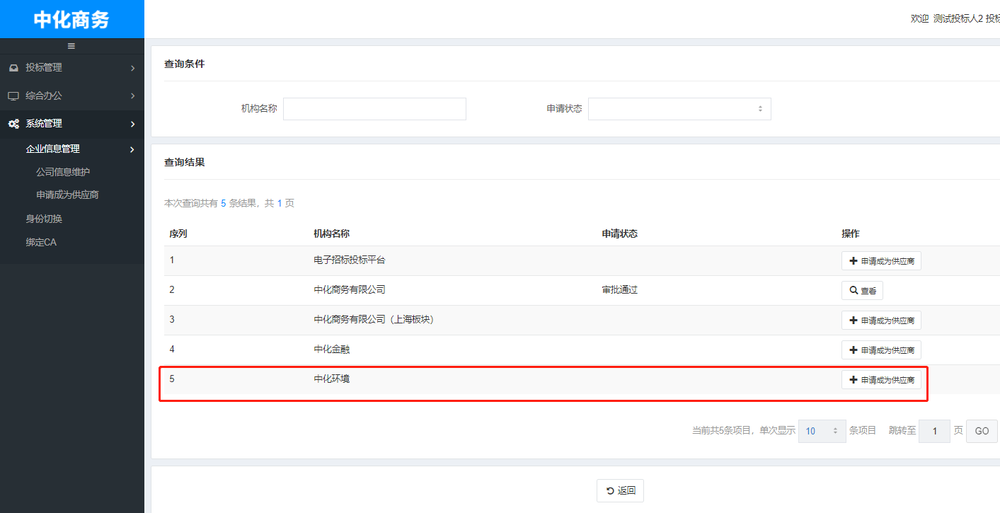 中化商务
欢迎 测试投标人2 投标
投标管理
综合办公
系统管理
企业信息管理
公司信息维护
申请成为供应商
身份切换
绑定CA
查询条件
机构名称
申请状态
查询结果
本次查询共有 5 条结果，共 1 页
序列 机构名称 申请状态 操作
1 电子招标投标平台 申请成为供应商
2 中化商务有限公司 审批通过 查看
3 中化商务有限公司（上海板块） 申请成为供应商
4 中化金融 申请成为供应商
5 中化环境 申请成为供应商
当前共5条项目，单次显示 10 条项目 跳转至 1 页 GO
返回